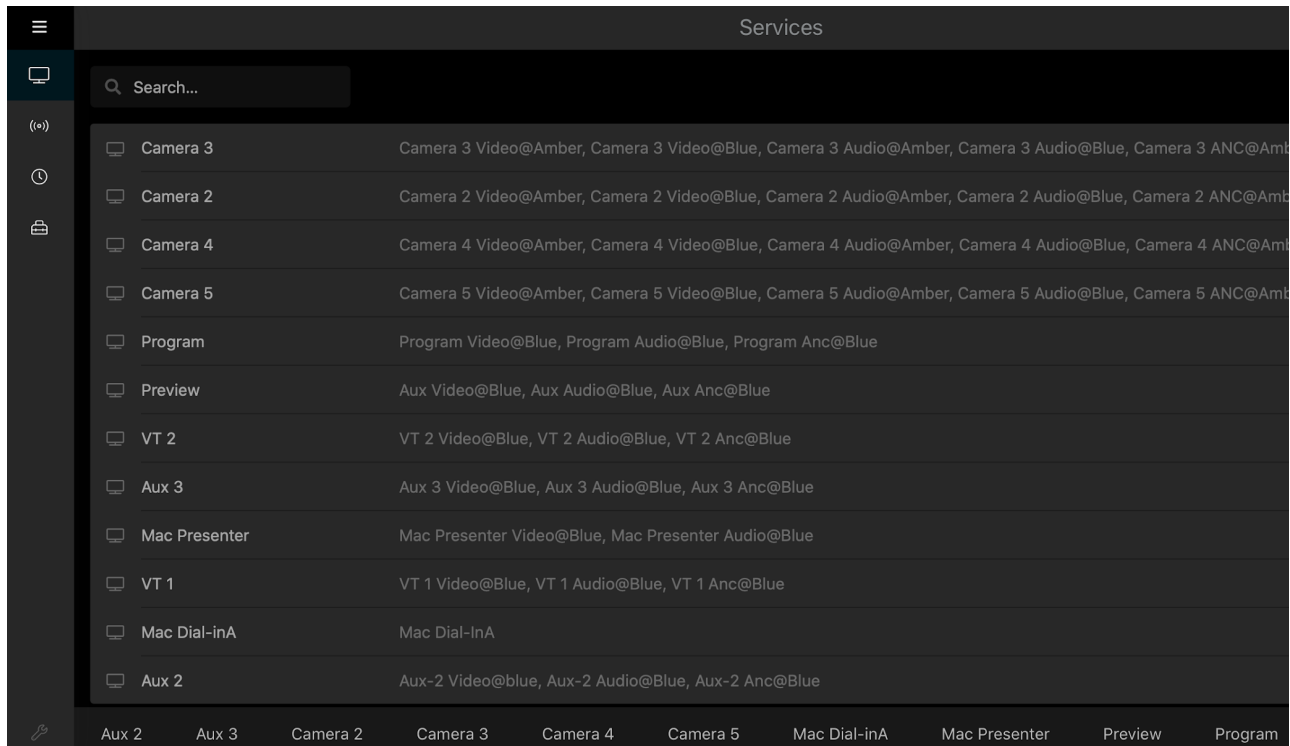 Services
Search...
Camera 3 Camera 3 Video@Amber, Camera 3 Video@Blue, Camera 3 Audio@Amber, Camera 3 Audio@Blue, Camera 3 ANC@Amb
Camera 2 Camera 2 Video@Amber, Camera 2 Video@Blue, Camera 2 Audio@Amber, Camera 2 Audio@Blue, Camera 2 ANC@Amb
Camera 4 Camera 4 Video@Amber, Camera 4 Video@Blue, Camera 4 Audio@Amber, Camera 4 Audio@Blue, Camera 4 ANC@Amb
Camera 5 Camera 5 Video@Amber, Camera 5 Video@Blue, Camera 5 Audio@Amber, Camera 5 Audio@Blue, Camera 5 ANC@Amb
Program Program Video@Blue, Program Audio@Blue, Program Anc@Blue
Preview Aux Video@Blue, Aux Audio@Blue, Aux Anc@Blue
VT 2 VT 2 Video@Blue, VT 2 Audio@Blue, VT 2 Anc@Blue
Aux 3 Aux 3 Video@Blue, Aux 3 Audio@Blue, Aux 3 Anc@Blue
Mac Presenter Mac Presenter Video@Blue, Mac Presenter Audio@Blue
VT 1 VT 1 Video@Blue, VT 1 Audio@Blue, VT 1 Anc@Blue
Mac Dial-inA Mac Dial-InA
Aux 2 Aux-2 Video@blue, Aux-2 Audio@Blue, Aux-2 Anc@Blue
Aux 2 Aux 3 Camera 2 Camera 3 Camera 4 Camera 5 Mac Dial-inA Mac Presenter Preview Program